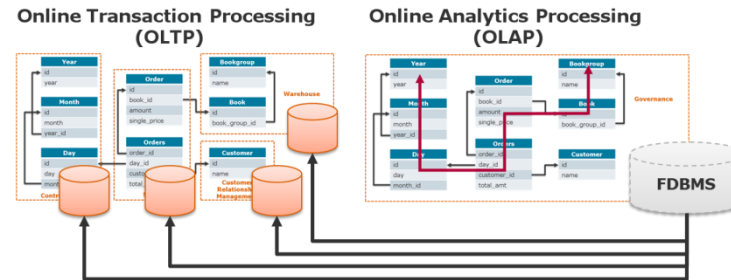 Online Transaction Processing
(OLTP)
Year
id
year
Month
id
month
year_id
Day
id
day
Order
id
book_id
amount
single_price
Orders
order_id
day_id
Bookgroup
id
name
Warehouse
Book
id
book_group_id
Customer
id
name
Customer
Management
Online Analytics Processing
(OLAP)
Year
id
year
Month
id
month
year_id
Day
id
day
month_id
Order
id
book_id
amount
single_price
Orders
order_id
day_id
customer_id
total_amt
Bookgroup
id
name
Governance
Book
id
book_group_id
Customer
id
name
FDBMS